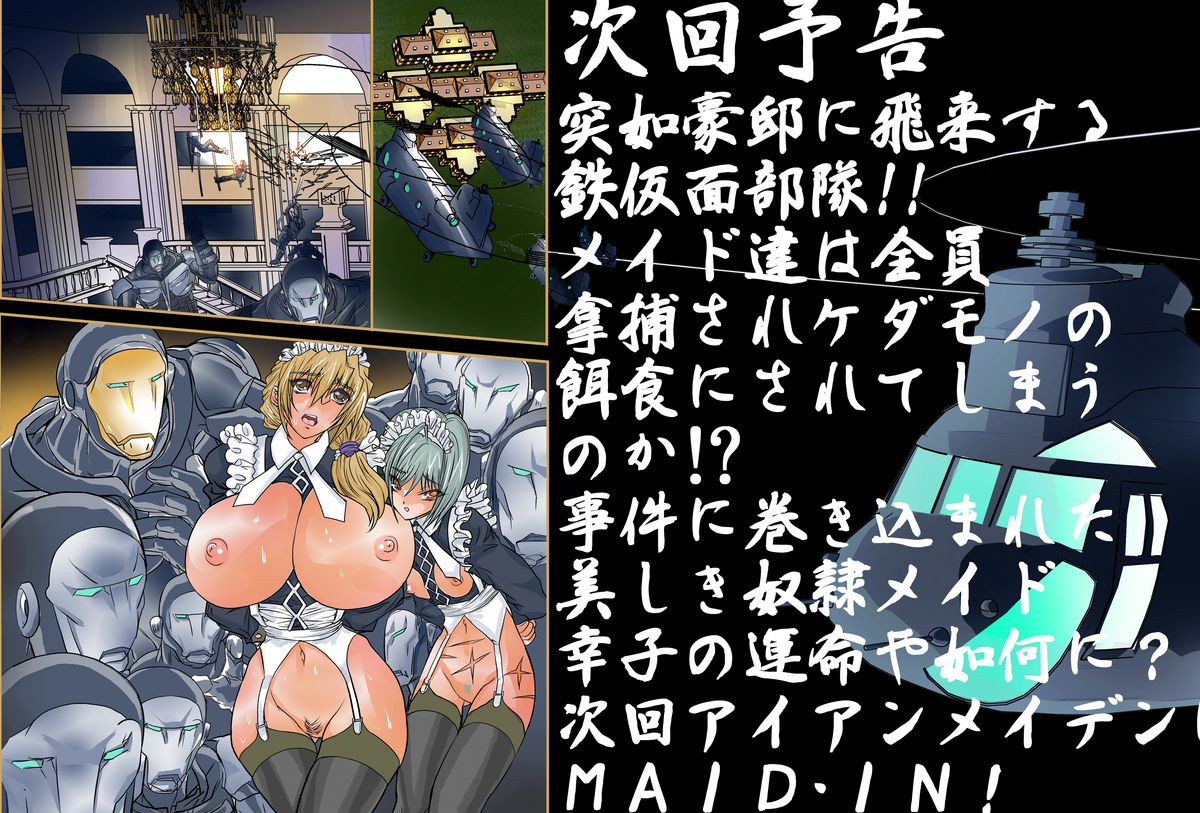 次回予告
突如豪邸に飛来する
鉄仮面部隊!!
メイド達は全員
拿捕されケダモノの
餌食にされてしまう
のか!?
事件に巻き込まれた
美しき奴隷メイド
幸子の運命や如何に?
次回アイアンメイデンに
MAID・IN!